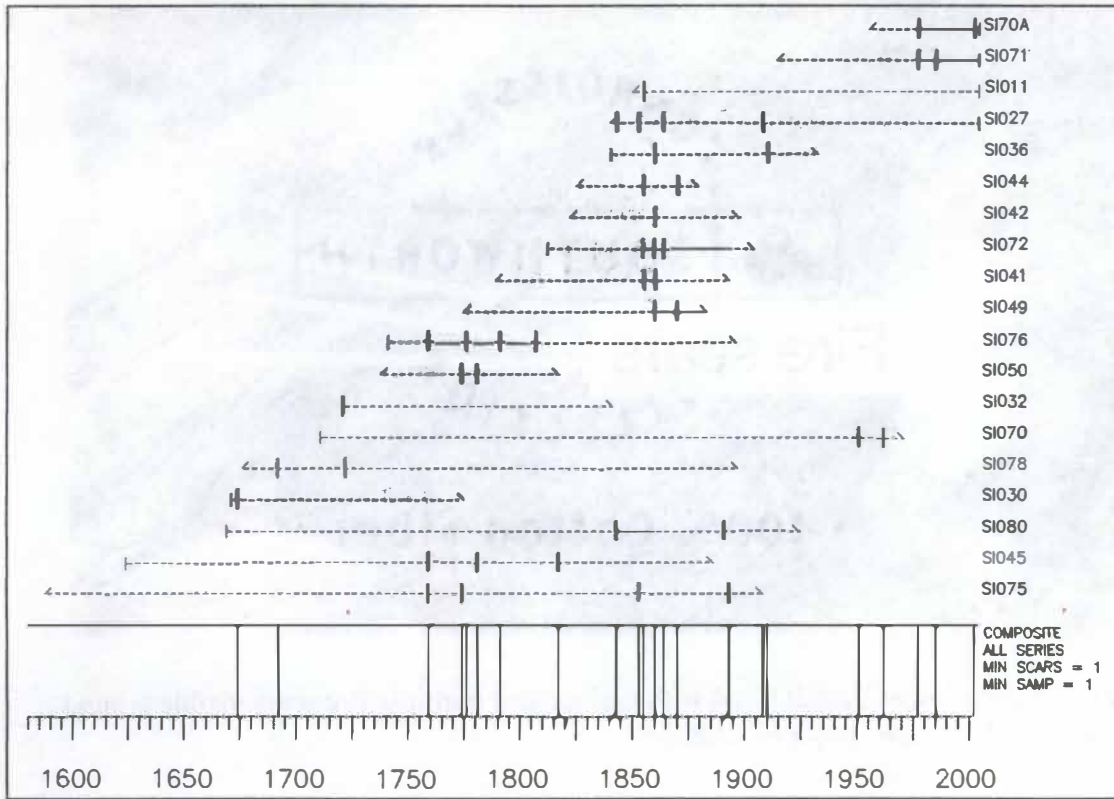 SI70A
SI071
SI011
SI027
SI036
SI044
SI042
SI072
SI041
SI049
SI076
SI050
SI032
SI070
SI078
SI030
SI080
SI045
SI075
COMPOSITE
ALL SERIES
MIN SCARS = 1
MIN SAMP = 1
1600 1650 1700 1750 1800 1850 1900 1950 2000